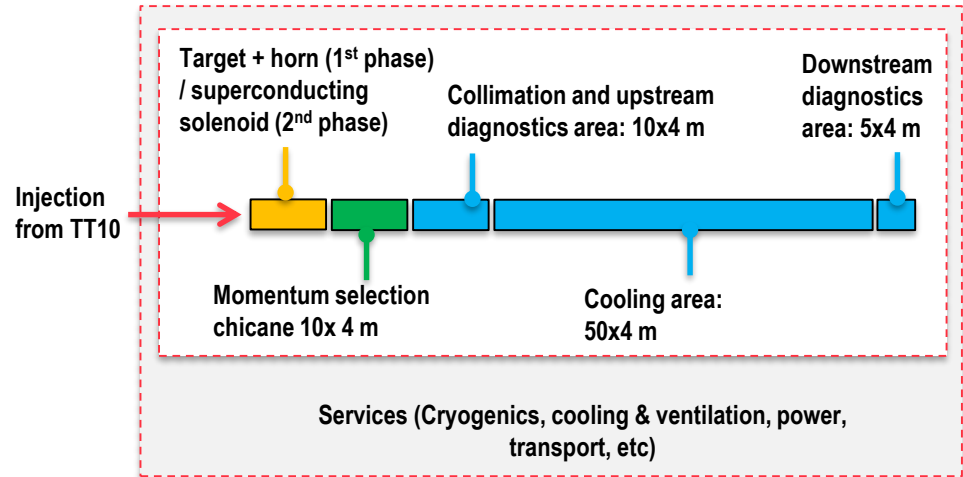 Target + horn (1st phase)
/ superconducting
solenoid (2nd phase)
Collimation and upstream
diagnostics area: 10x4 m
Downstream
diagnostics
area: 5x4 m
Injection
from TT10
Momentum selection
chicane 10x 4 m
Cooling area:
50x4 m
Services (Cryogenics, cooling & ventilation, power,
transport, etc)